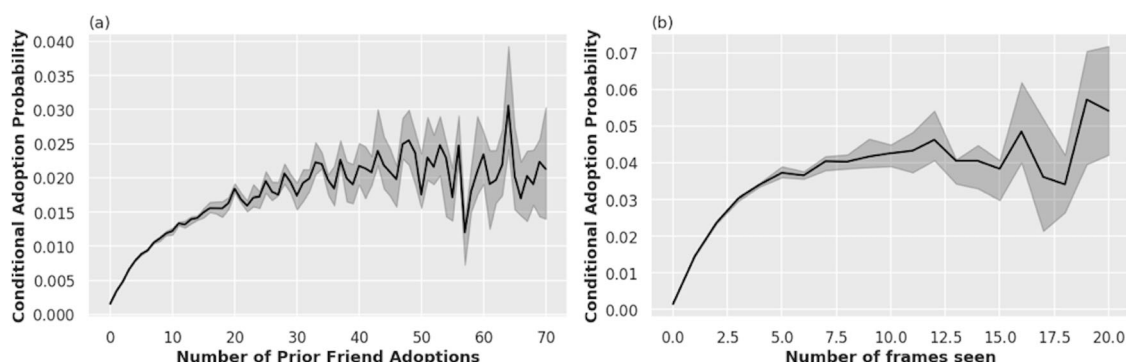 (a)
Conditional Adoption Probability
0.040
0.035
0.030
0.025
0.020
0.015
0.010
0.005
0.000
0 10 20 30 40 50 60 70
Number of Prior Friend Adoptions
(b)
Conditional Adoption Probability
0.07
0.06
0.05
0.04
0.03
0.02
0.01
0.00
0.0 2.5 5.0 7.5 10.0 12.5 15.0 17.5 20.0
Number of frames seen